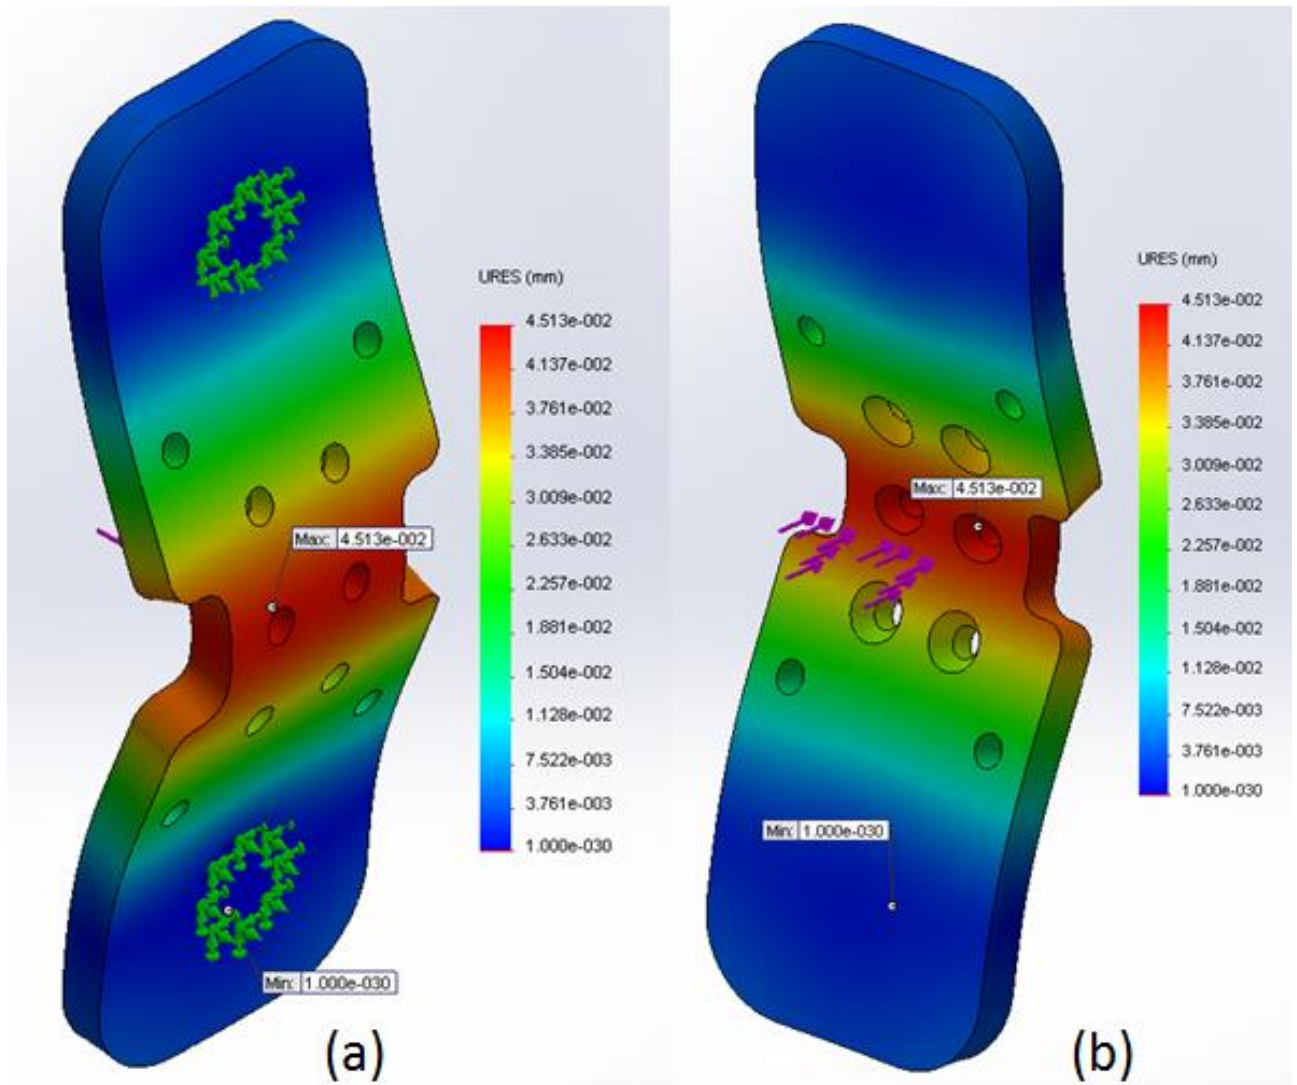 URES (mm)
4.513e-002
4.137e-002
3.761e-002
3.385e-002
3.009e-002
2.633e-002
2.257e-002
1.881e-002
1.504e-002
1.128e-002
7.522e-003
3.761e-003
1.000e-030
Max: 4.513e-002
Min: 1.000e-030
(a)
URES (mm)
4.513e-002
4.137e-002
3.761e-002
3.385e-002
3.009e-002
2.633e-002
2.257e-002
1.881e-002
1.504e-002
1.128e-002
7.522e-003
3.761e-003
1.000e-030
Max: 4.513e-002
Min: 1.000e-030
(b)